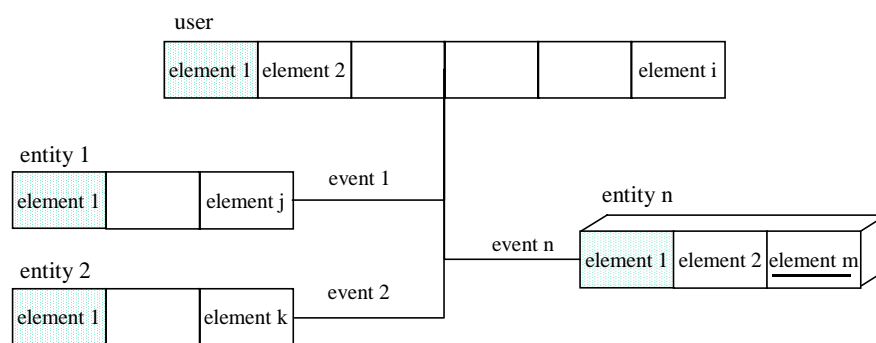 user
element 1 element 2 element i
entity 1
element 1 element j
event 1
entity n
event n
element 1 element 2 element m
entity 2
element 1 element k
event 2